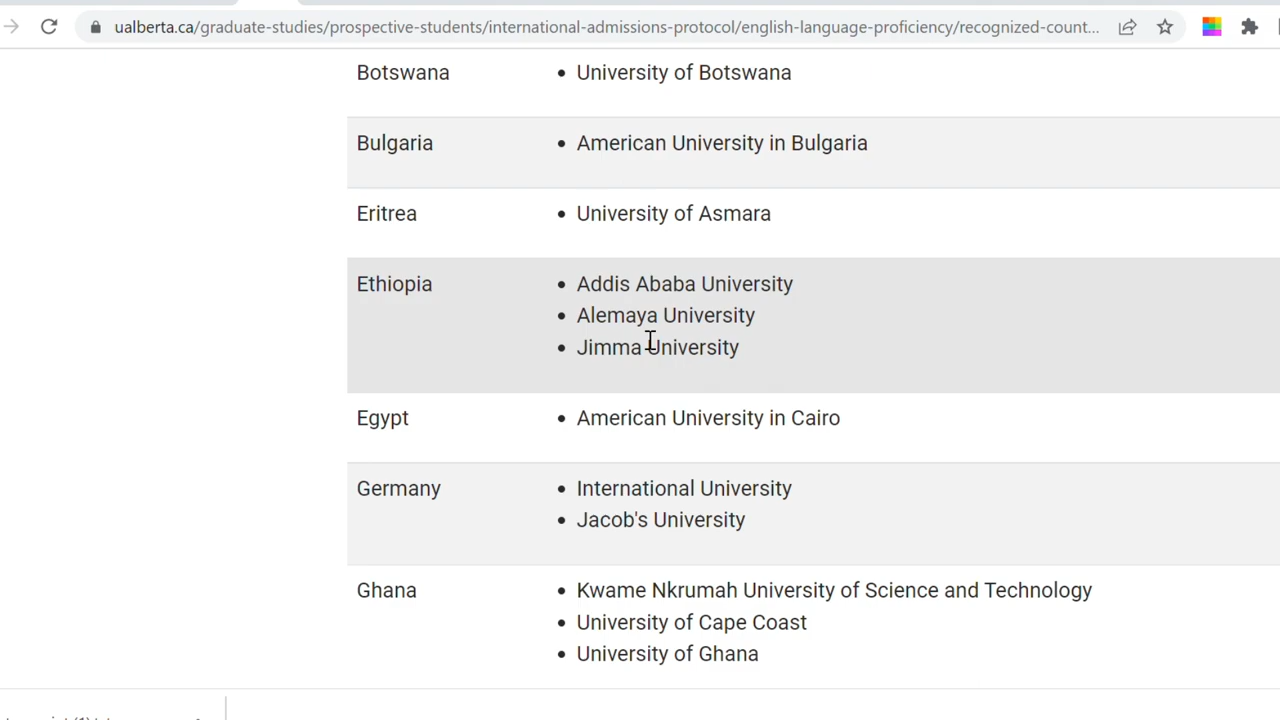 ualberta.ca/graduate-studies/prospective-students/international-admissions-protocol/english-language-proficiency/recognized-count...
Botswana • University of Botswana
Bulgaria • American University in Bulgaria
Eritrea • University of Asmara
Ethiopia • Addis Ababa University
• Alemaya University
• Jimma University
Egypt • American University in Cairo
Germany • International University
• Jacob's University
Ghana • Kwame Nkrumah University of Science and Technology
• University of Cape Coast
• University of Ghana